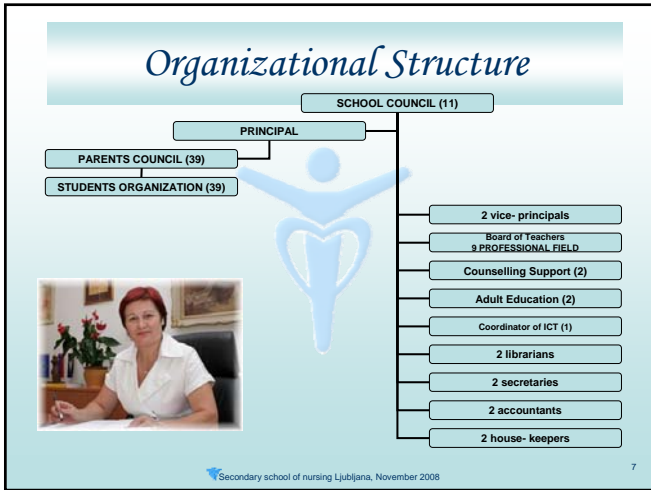 Organizational Structure
SCHOOL COUNCIL (11)
PRINCIPAL
PARENTS COUNCIL (39)
STUDENTS ORGANIZATION (39)
2 vice- principals
Board of Teachers
9 PROFESSIONAL FIELD
Counselling Support (2)
Adult Education (2)
Coordinator of ICT (1)
2 librarians
2 secretaries
2 accountants
2 house- keepers
Secondary school of nursing Ljubljana, November 2008
7